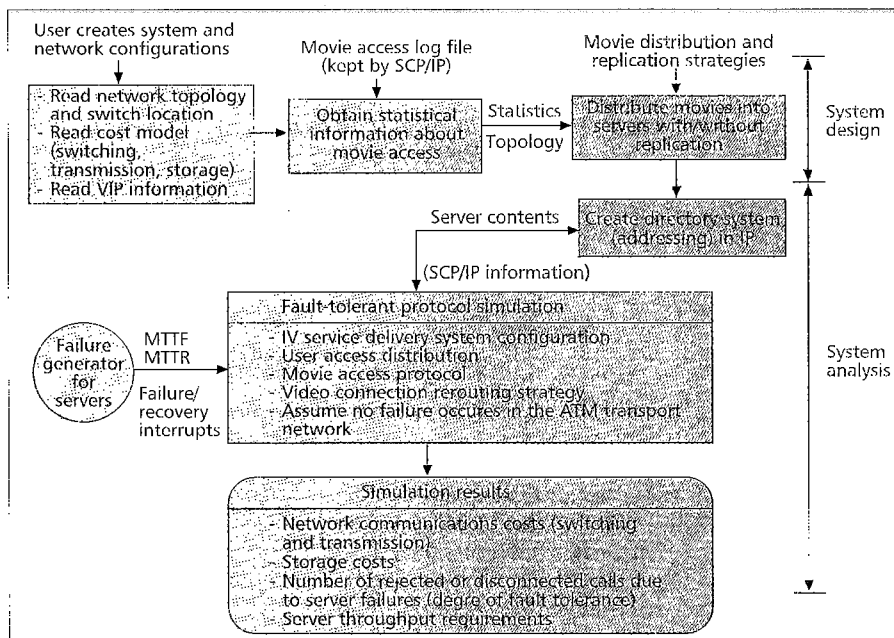 User creates system and
network configurations
Movie access log file
(kept by SCP/IP)
Movie distribution and
replication strategies
- Read network topology
and switch location
- Read cost model
(switching,
transmission, storage)
- Read VIP information
Obtain statistical
information about
movie access
Statistics
Topology
Distribute movies into
servers with/without
replication
System
design
Server contents
Create directory system
(addressing) in IP
(SCP/IP information)
Fault-tolerant protocol simulation
- IV service delivery system configuration
- User access distribution
- Movie access protocol
- Video connection rerouting strategy
- Assume no failure occures in the ATM transport
network
Failure
generator
for
servers
MTTF
MTTR
Failure/
recovery
interrupts
System
analysis
Simulation results
- Network communications costs (switching
and transmission)
- Storage costs
- Number of rejected or disconnected calls due
to server failures (degre of fault tolerance)
- Server throughput requirements